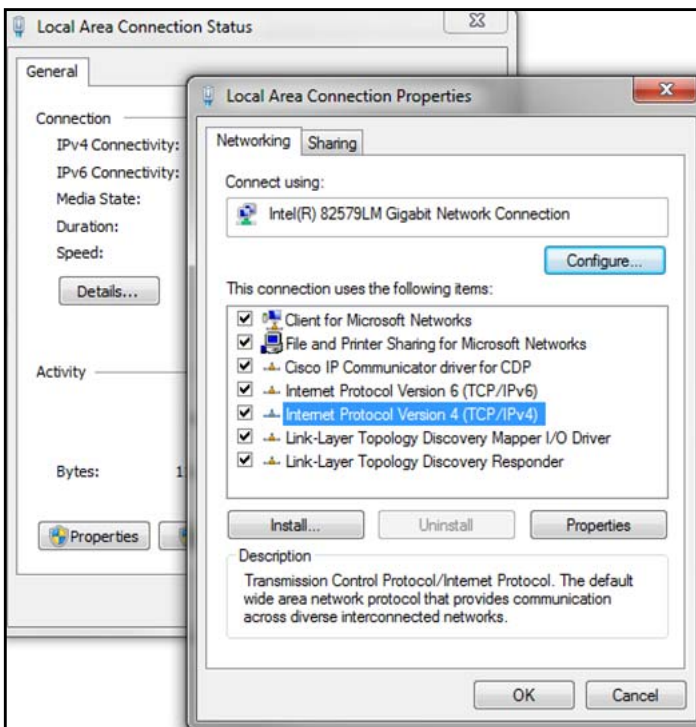 Local Area Connection Status
General
Connection
IPv4 Connectivity:
IPv6 Connectivity:
Media State:
Duration:
Speed:
Details...
Activity
Bytes:
Properties
Local Area Connection Properties
Networking
Sharing
Connect using:
Intel(R) 82579LM Gigabit Network Connection
Configure...
This connection uses the following items:
Client for Microsoft Networks
File and Printer Sharing for Microsoft Networks
Cisco IP Communicator driver for CDP
Internet Protocol Version 6 (TCP/IPv6)
Internet Protocol Version 4 (TCP/IPv4)
Link-Layer Topology Discovery Mapper I/O Driver
Link-Layer Topology Discovery Responder
Install...
Uninstall
Properties
Description
Transmission Control Protocol/Internet Protocol. The default
wide area network protocol that provides communication
across diverse interconnected networks.
OK
Cancel